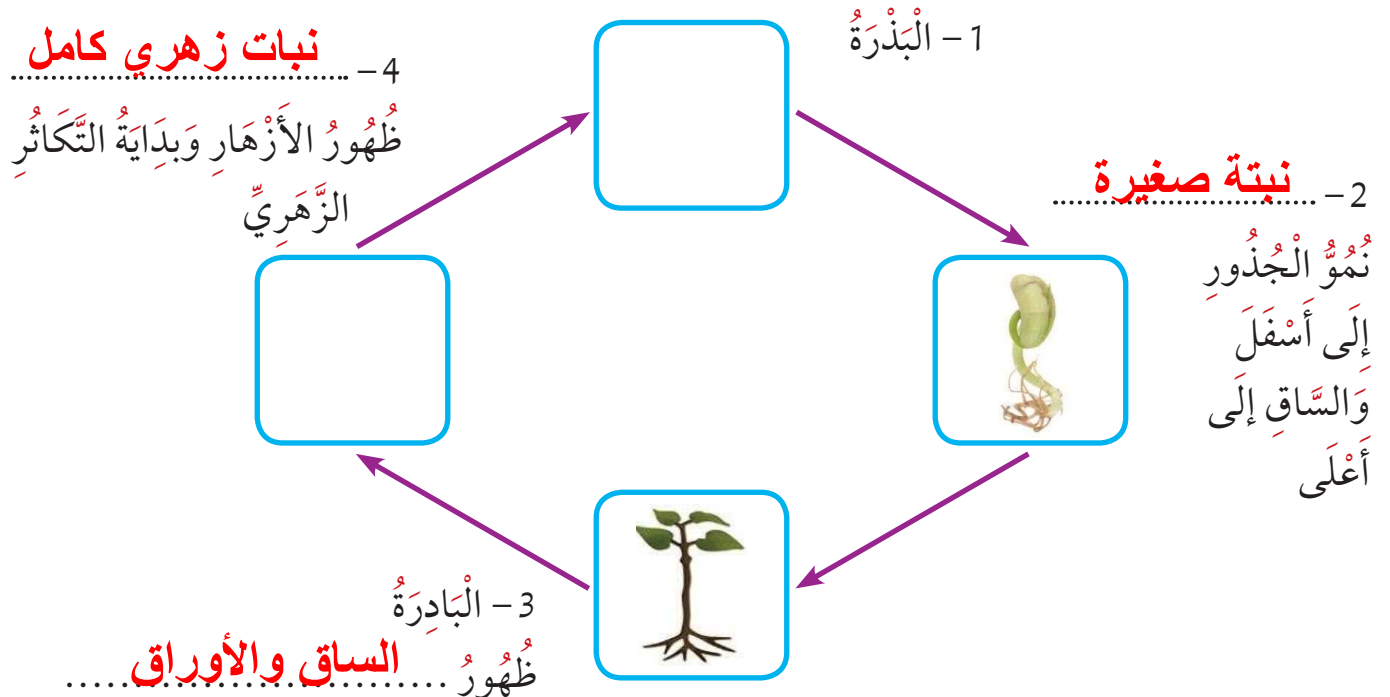 1 – الْبَذْرَةُ
2 – نبتة صغيرة
نُمُوُّ الْجُذُورِ
إِلَى أَسْفَلَ
وَالسَّاقِ إِلَى
أَعْلَى
3 – الْبَادِرَةُ
ظُهُورُ الساق والأوراق
4 – نبات زهري كامل
ظُهُورُ الأَزْهَارِ وَبِدَايَةُ التَّكَاثُرِ
الزَّهَرِيِّ